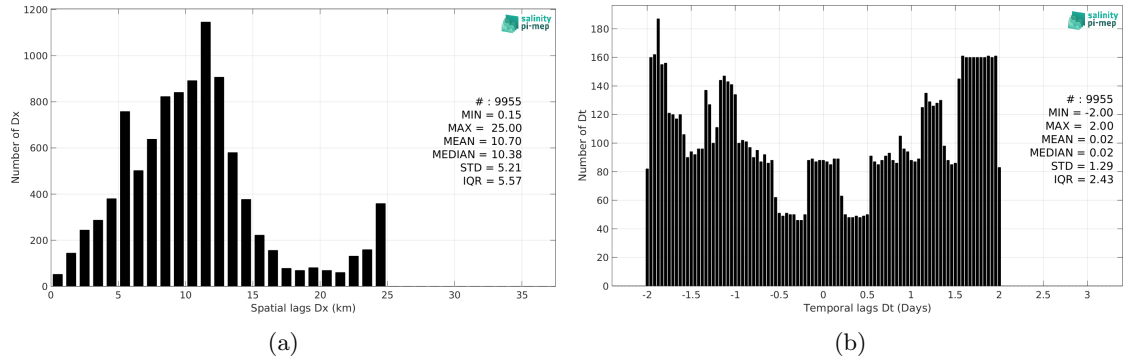 1200
1000
800
600
400
200
0
Number of Dx
salinity
pi-mep
# : 9955
MIN = 0.15
MAX = 25.00
MEAN = 10.70
MEDIAN = 10.38
STD = 5.21
IQR = 5.57
0 5 10 15 20 25 30 35
Spatial lags Dx (km)
(a)
180
160
140
120
100
80
60
40
20
0
Number of Dt
salinity
pi-mep
# : 9955
MIN = -2.00
MAX = 2.00
MEAN = 0.02
MEDIAN = 0.02
STD = 1.29
IQR = 2.43
-2 -1.5 -1 -0.5 0 0.5 1 1.5 2 2.5 3
Temporal lags Dt (Days)
(b)